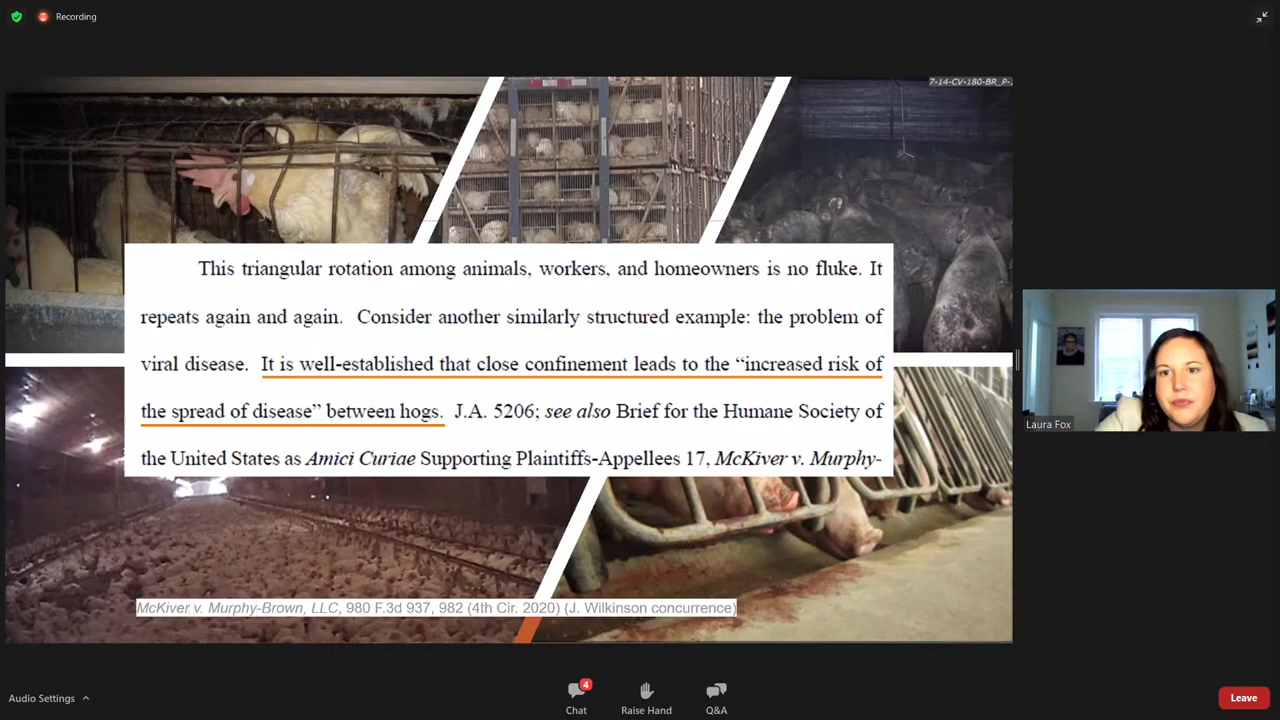 Recording
7-14-CV-180-BR_P-
This triangular rotation among animals, workers, and homeowners is no fluke. It
repeats again and again. Consider another similarly structured example: the problem of
viral disease. It is well-established that close confinement leads to the “increased risk of
the spread of disease” between hogs. J.A. 5206; see also Brief for the Humane Society of
the United States as Amici Curiae Supporting Plaintiffs-Appellees 17, McKiver v. Murphy-
Laura Fox
McKiver v. Murphy-Brown, LLC, 980 F.3d 937, 982 (4th Cir. 2020) (J. Wilkinson concurrence)
Audio Settings
4
Chat
Raise Hand
Q&A
Leave